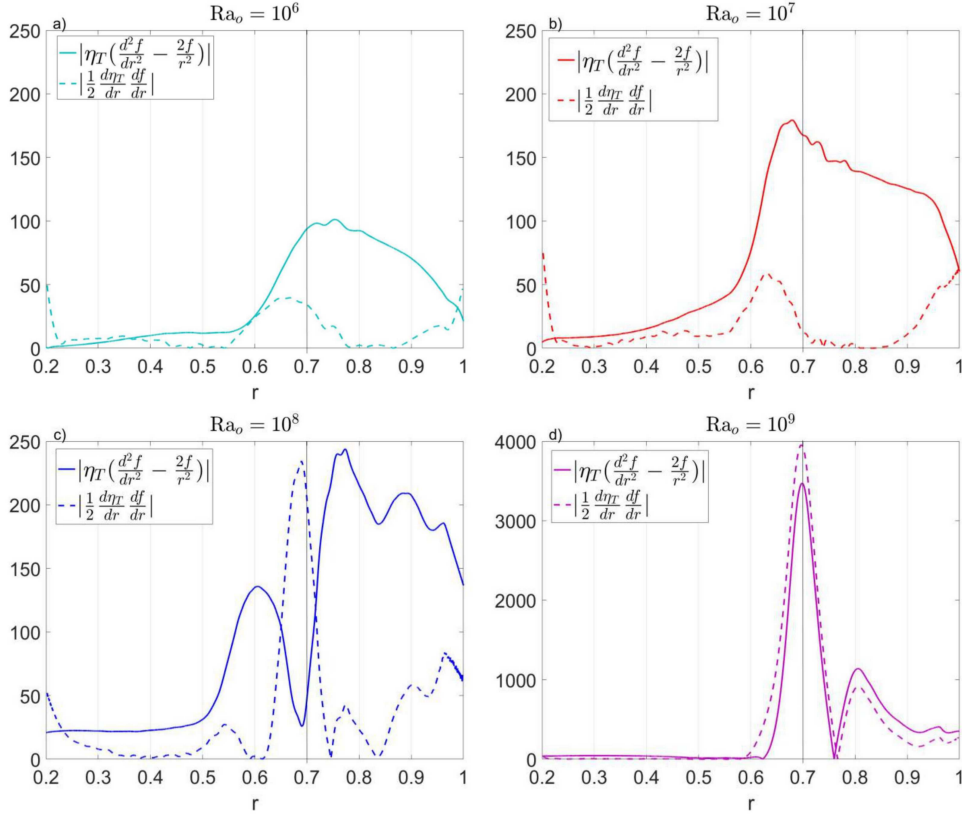 Ra_o = 10^6
a)
|η_T(d²f/dr² − 2f/r²)|
|1/2 dη_T/dr df/dr|
250
200
150
100
50
0
0.2 0.3 0.4 0.5 0.6 0.7 0.8 0.9 1
r
Ra_o = 10^7
b)
|η_T(d²f/dr² − 2f/r²)|
|1/2 dη_T/dr df/dr|
250
200
150
100
50
0
0.2 0.3 0.4 0.5 0.6 0.7 0.8 0.9 1
r
Ra_o = 10^8
c)
|η_T(d²f/dr² − 2f/r²)|
|1/2 dη_T/dr df/dr|
250
200
150
100
50
0
0.2 0.3 0.4 0.5 0.6 0.7 0.8 0.9 1
r
Ra_o = 10^9
d)
|η_T(d²f/dr² − 2f/r²)|
|1/2 dη_T/dr df/dr|
4000
3000
2000
1000
0
0.2 0.3 0.4 0.5 0.6 0.7 0.8 0.9 1
r